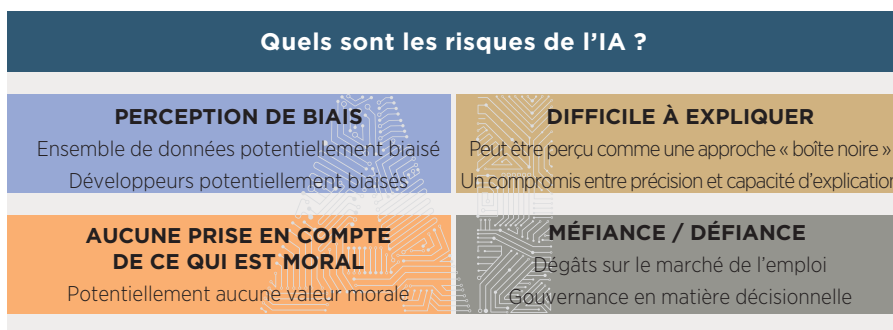 Quels sont les risques de l’IA ?
PERCEPTION DE BIAIS
Ensemble de données potentiellement biaisé
Développeurs potentiellement biaisés
DIFFICILE À EXPLIQUER
Peut être perçu comme une approche « boîte noire »
Un compromis entre précision et capacité d’explication
AUCUNE PRISE EN COMPTE
DE CE QUI EST MORAL
Potentiellement aucune valeur morale
MÉFIANCE / DÉFIANCE
Dégâts sur le marché de l’emploi
Gouvernance en matière décisionnelle